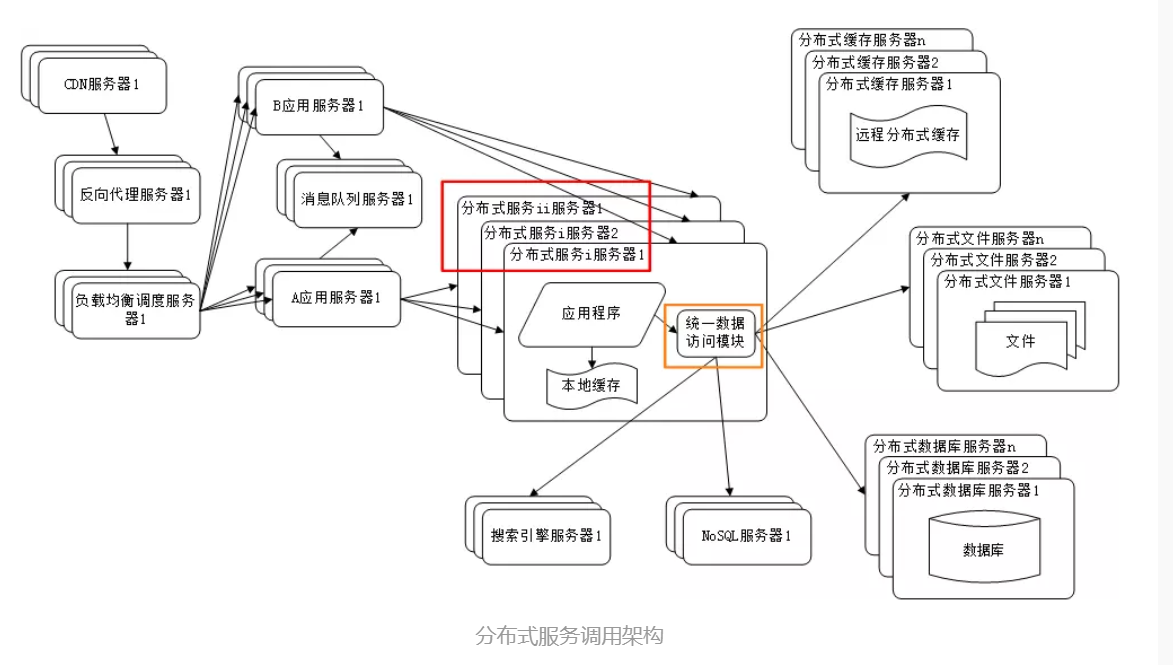 CDN服务器1
反向代理服务器1
负载均衡调度服务
器1
B应用服务器1
消息队列服务器1
A应用服务器1
分布式服务ii服务器1
分布式服务i服务器2
分布式服务i服务器1
应用程序
本地缓存
统一数据
访问模块
分布式缓存服务器n
分布式缓存服务器2
分布式缓存服务器1
远程分布式缓存
分布式文件服务器n
分布式文件服务器2
分布式文件服务器1
文件
分布式数据库服务器n
分布式数据库服务器2
分布式数据库服务器1
数据库
搜索引擎服务器1
NoSQL服务器1
分布式服务调用架构